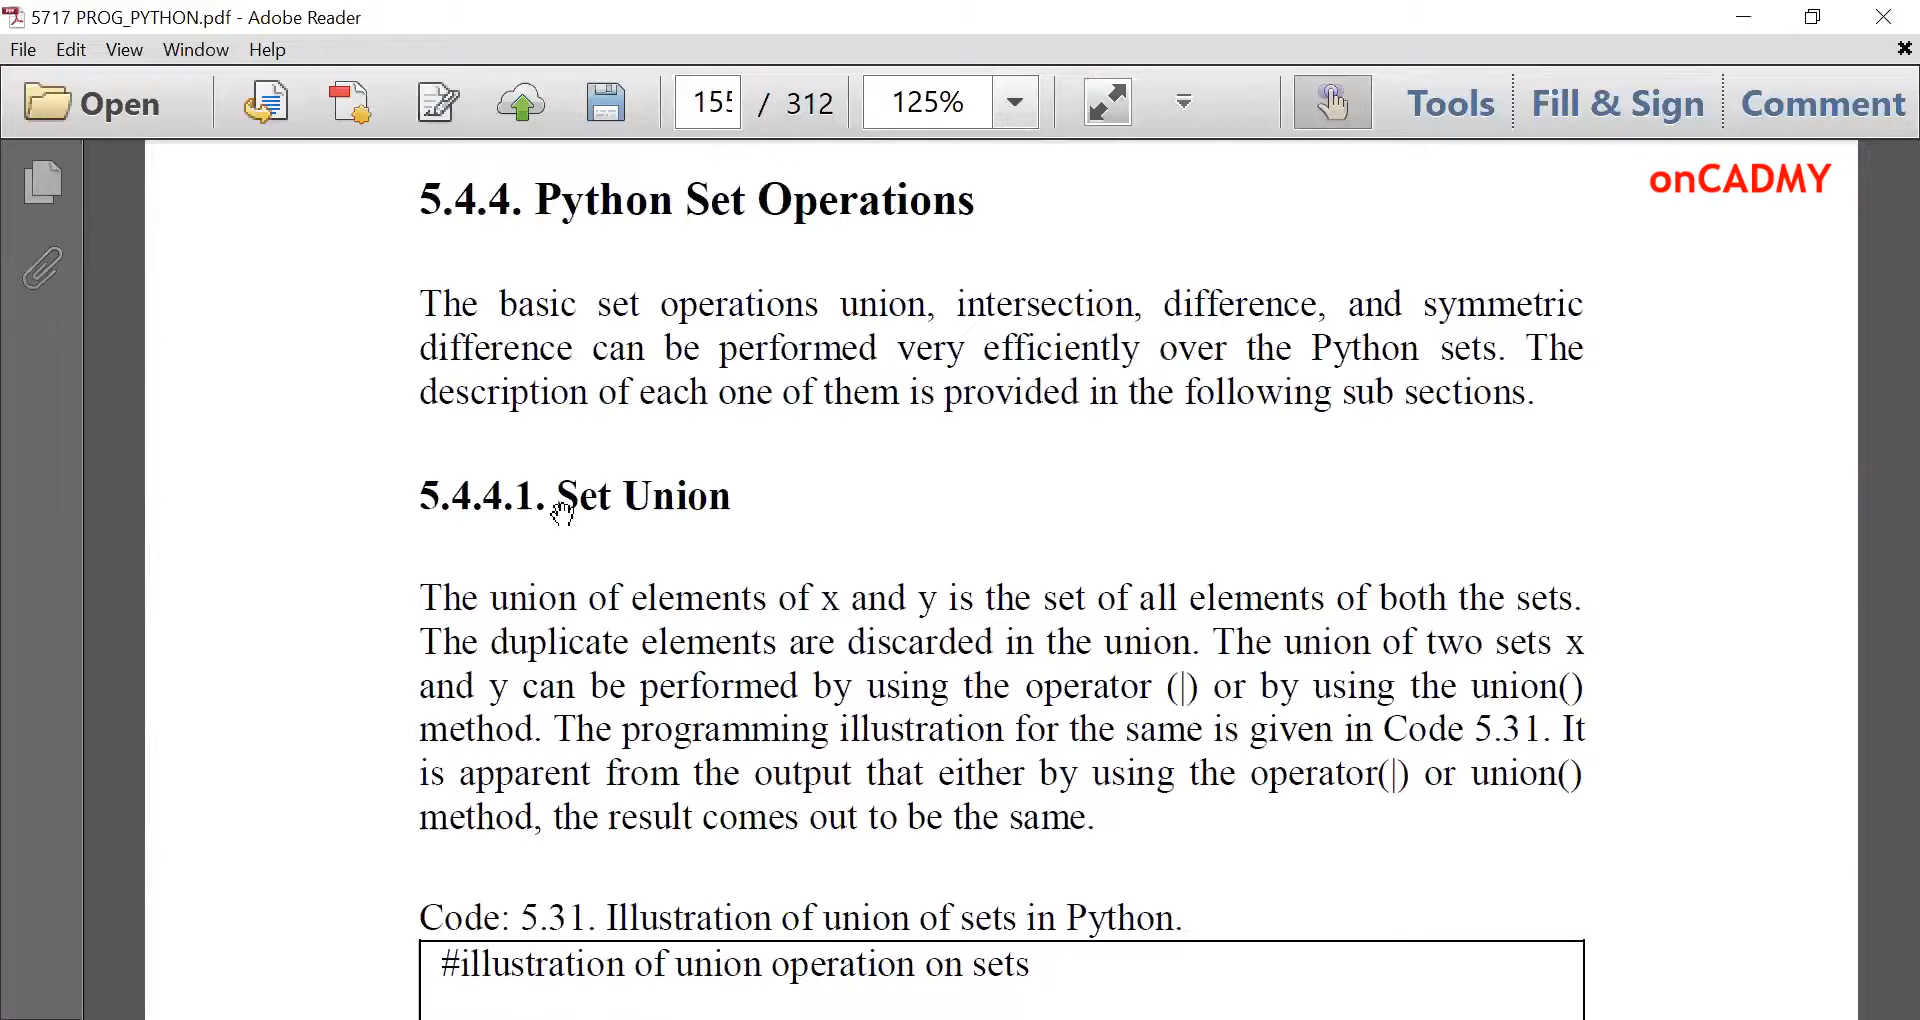 5717 PROG_PYTHON.pdf - Adobe Reader
File Edit View Window Help
Open 155 / 312 125% Tools Fill & Sign Comment
onCADMY
5.4.4. Python Set Operations
The basic set operations union, intersection, difference, and symmetric
difference can be performed very efficiently over the Python sets. The
description of each one of them is provided in the following sub sections.
5.4.4.1. Set Union
The union of elements of x and y is the set of all elements of both the sets.
The duplicate elements are discarded in the union. The union of two sets x
and y can be performed by using the operator (|) or by using the union()
method. The programming illustration for the same is given in Code 5.31. It
is apparent from the output that either by using the operator(|) or union()
method, the result comes out to be the same.
Code: 5.31. Illustration of union of sets in Python.
#illustration of union operation on sets